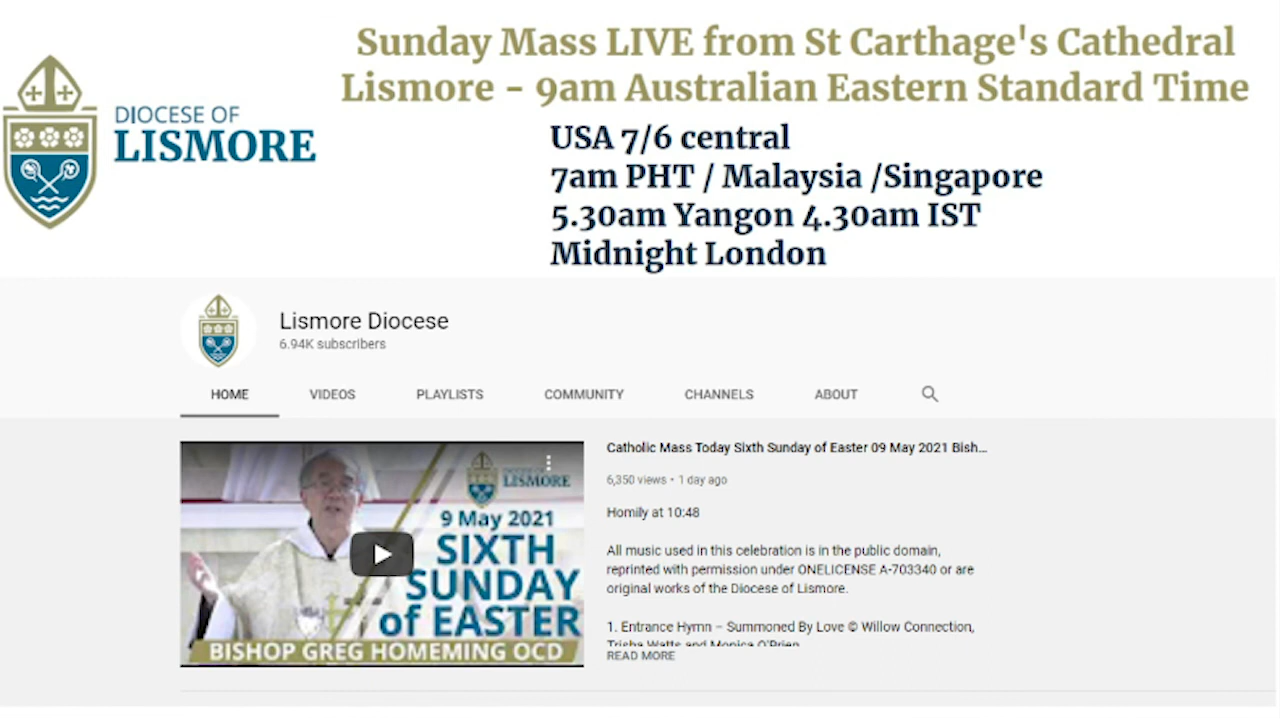 Sunday Mass LIVE from St Carthage's Cathedral
Lismore - 9am Australian Eastern Standard Time
DIOCESE OF
LISMORE
USA 7/6 central
7am PHT / Malaysia /Singapore
5.30am Yangon 4.30am IST
Midnight London
Lismore Diocese
6.94K subscribers
HOME VIDEOS PLAYLISTS COMMUNITY CHANNELS ABOUT
DIOCESE OF
LISMORE
9 May 2021
SIXTH
SUNDAY
of EASTER
BISHOP GREG HOMEMING OCD
Catholic Mass Today Sixth Sunday of Easter 09 May 2021 Bish...
6,350 views • 1 day ago
Homily at 10:48
All music used in this celebration is in the public domain,
reprinted with permission under ONELICENSE A-703340 or are
original works of the Diocese of Lismore.
1. Entrance Hymn – Summoned By Love © Willow Connection,
Trisha Watts and Monica O'Brien
READ MORE